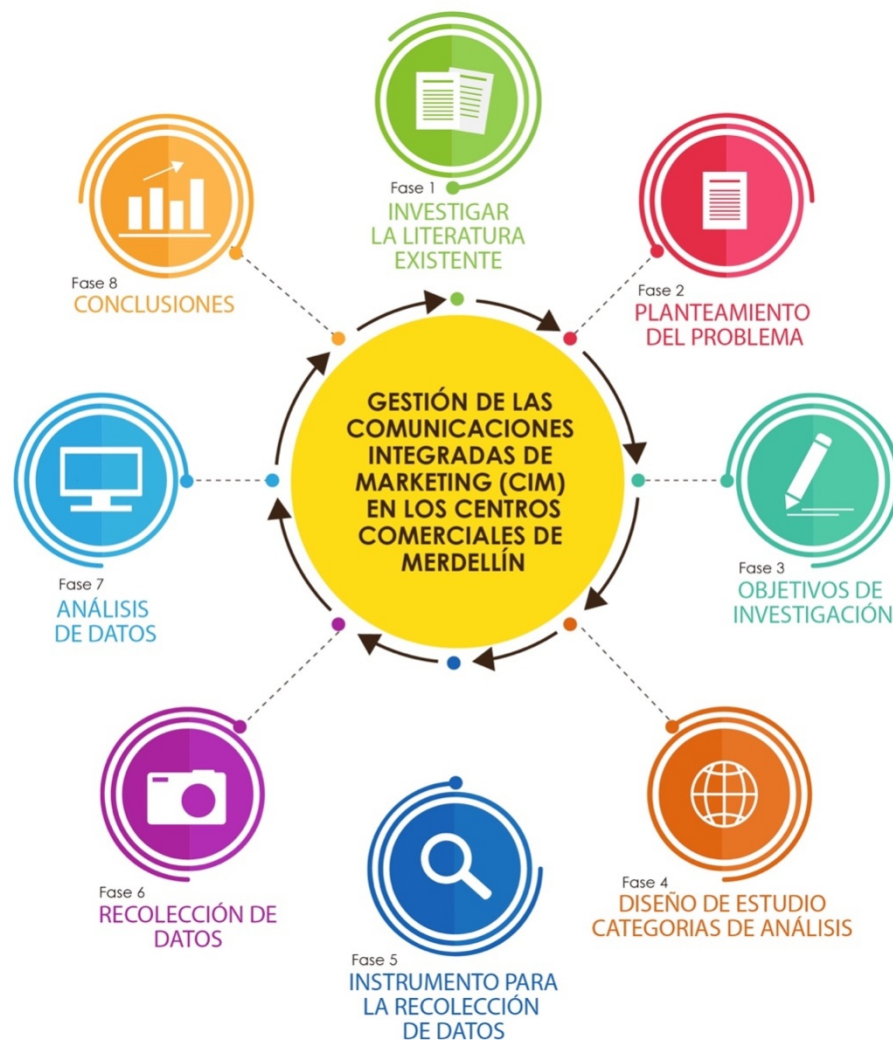 Fase 1
INVESTIGAR
LA LITERATURA
EXISTENTE
Fase 2
PLANTEAMIENTO
DEL PROBLEMA
Fase 3
OBJETIVOS DE
INVESTIGACIÓN
Fase 4
DISEÑO DE ESTUDIO
CATEGORIAS DE ANÁLISIS
Fase 5
INSTRUMENTO PARA
LA RECOLECCIÓN
DE DATOS
Fase 6
RECOLECCIÓN DE
DATOS
Fase 7
ANÁLISIS
DE DATOS
Fase 8
CONCLUSIONES
GESTIÓN DE LAS
COMUNICACIONES
INTEGRADAS DE
MARKETING (CIM)
EN LOS CENTROS
COMERCIALES DE
MERDELLÍN